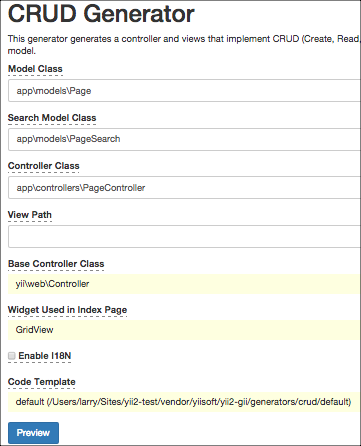 CRUD Generator
This generator generates a controller and views that implement CRUD (Create, Read,
model.
Model Class
app\models\Page
Search Model Class
app\models\PageSearch
Controller Class
app\controllers\PageController
View Path
Base Controller Class
yii\web\Controller
Widget Used in Index Page
GridView
Enable I18N
Code Template
default (/Users/larry/Sites/yii2-test/vendor/yiisoft/yii2-gii/generators/crud/default)
Preview